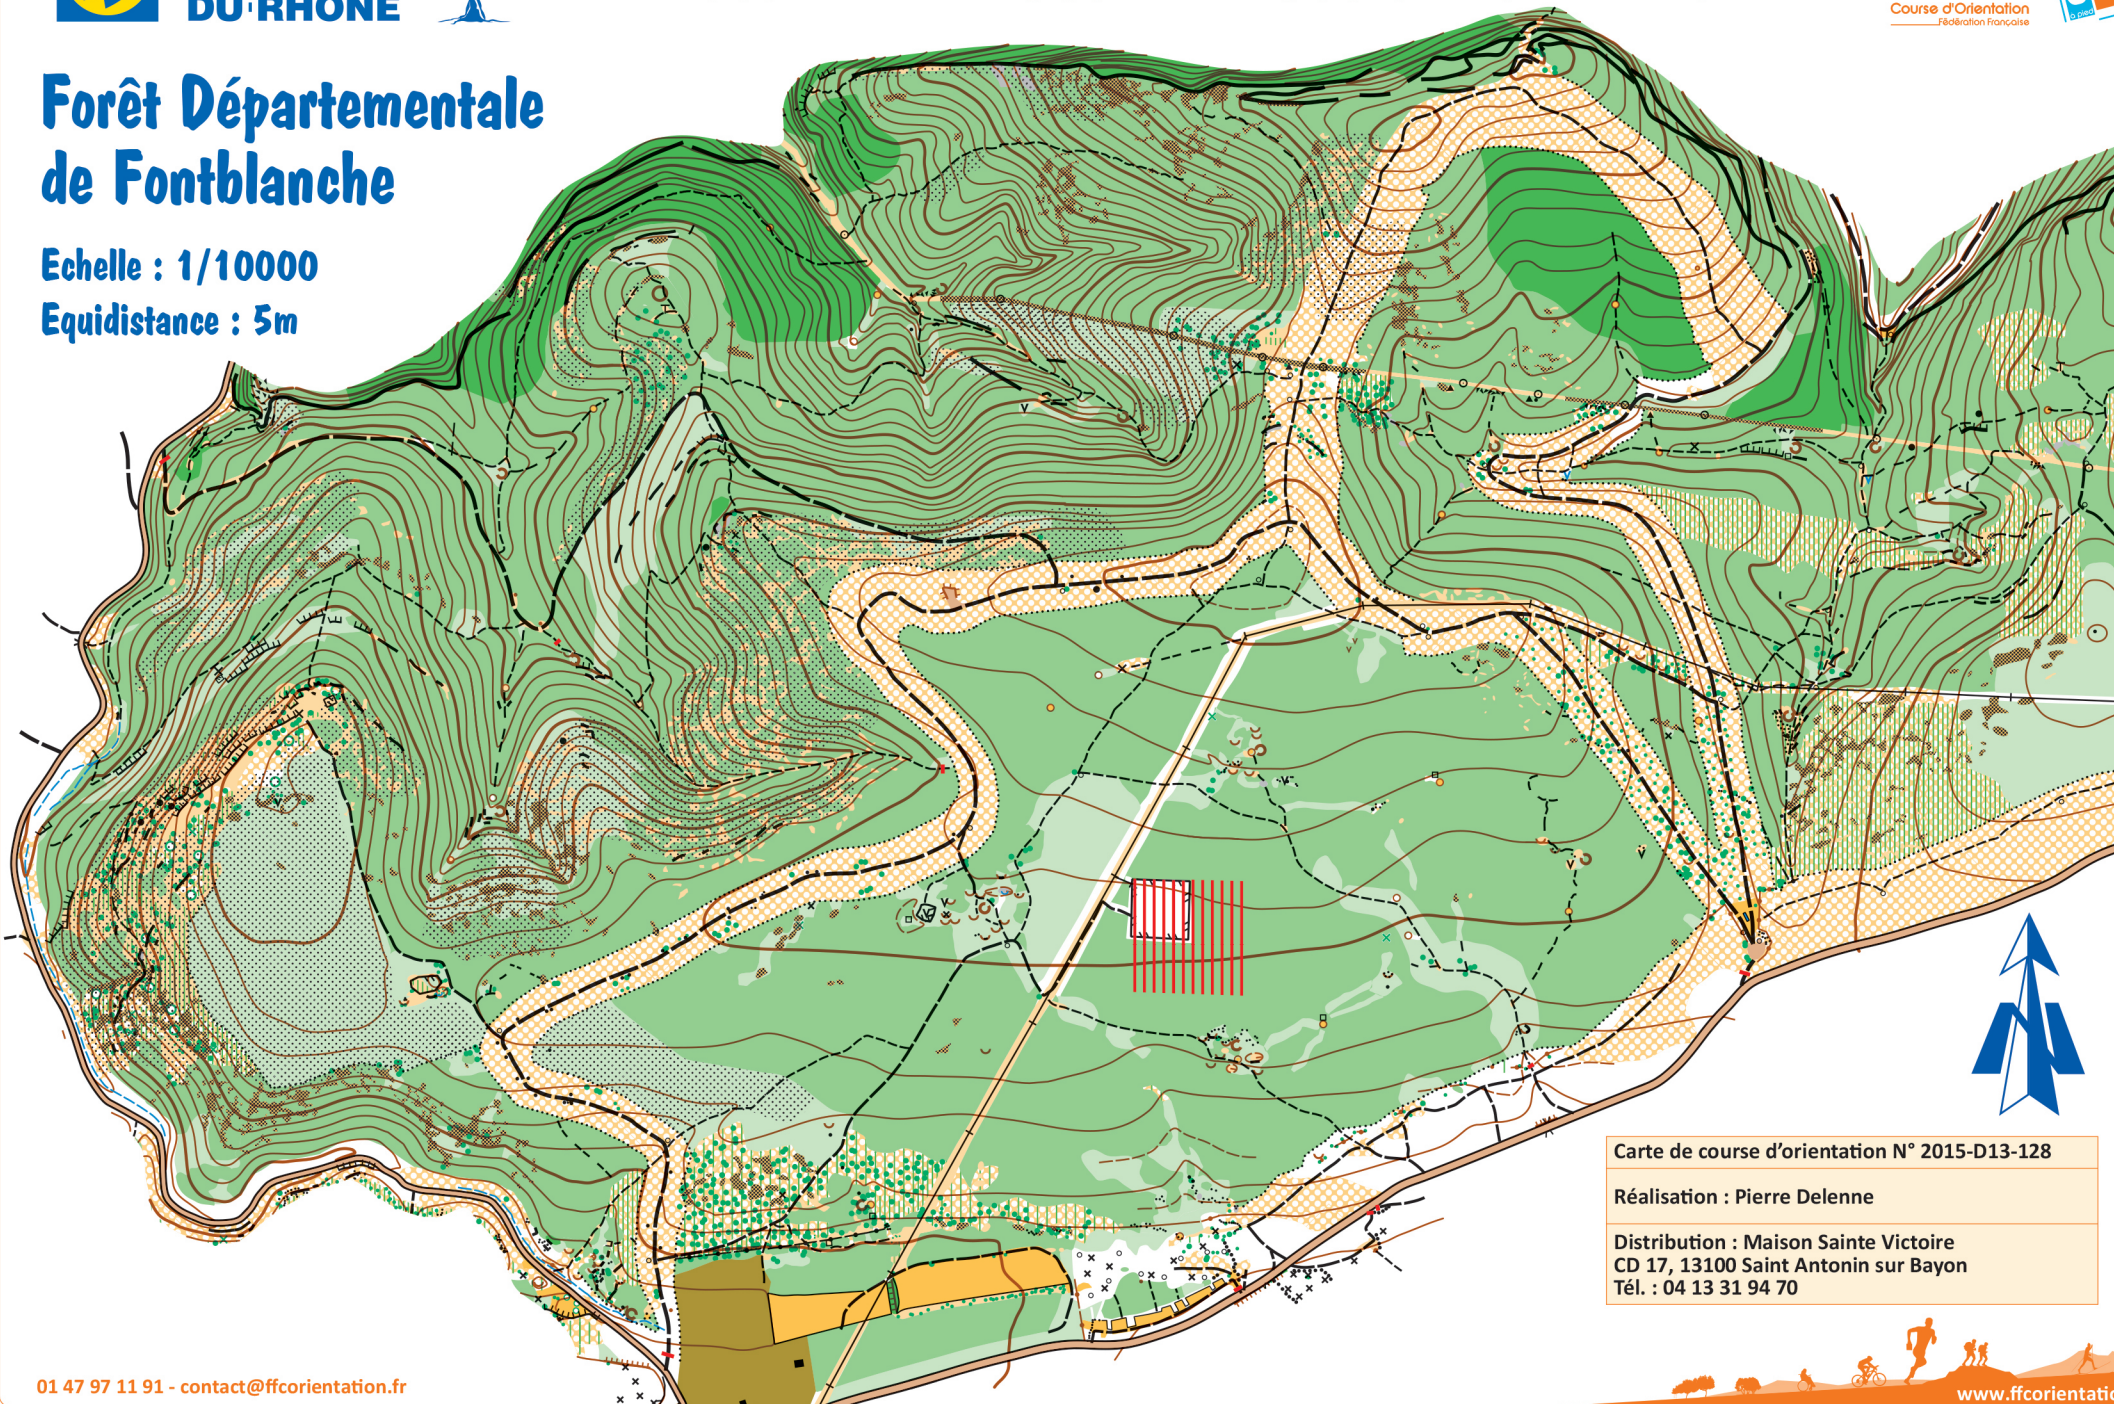 DU-RHÔNE
Course d'Orientation
Fédération Française
à pied
Forêt Départementale
de Fontblanche
Echelle : 1/10000
Equidistance : 5m
Carte de course d'orientation N° 2015-D13-128
Réalisation : Pierre Delenne
Distribution : Maison Sainte Victoire
CD 17, 13100 Saint Antonin sur Bayon
Tél. : 04 13 31 94 70
01 47 97 11 91 - contact@ffcorientation.fr
www.ffcorientatio